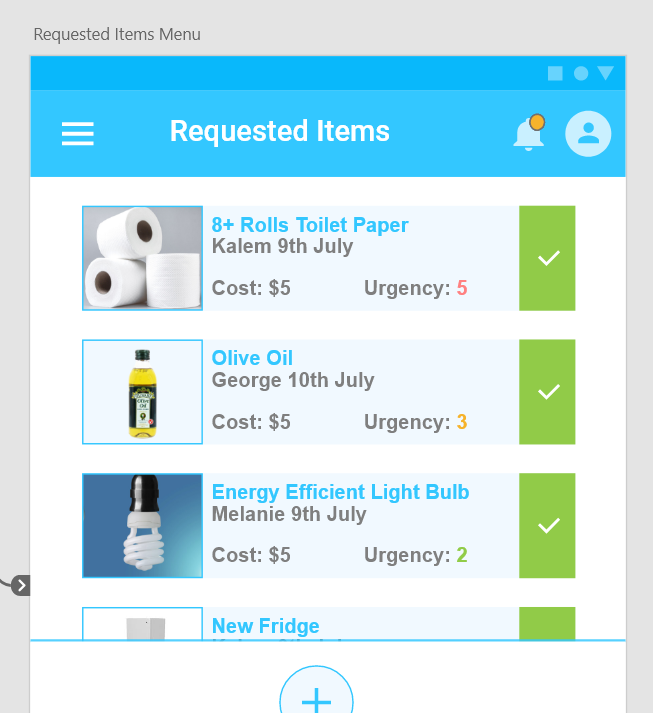 Requested Items Menu
Requested Items
8+ Rolls Toilet Paper
Kalem 9th July
Cost: $5 Urgency: 5
Olive Oil
George 10th July
Cost: $5 Urgency: 3
Energy Efficient Light Bulb
Melanie 9th July
Cost: $5 Urgency: 2
New Fridge